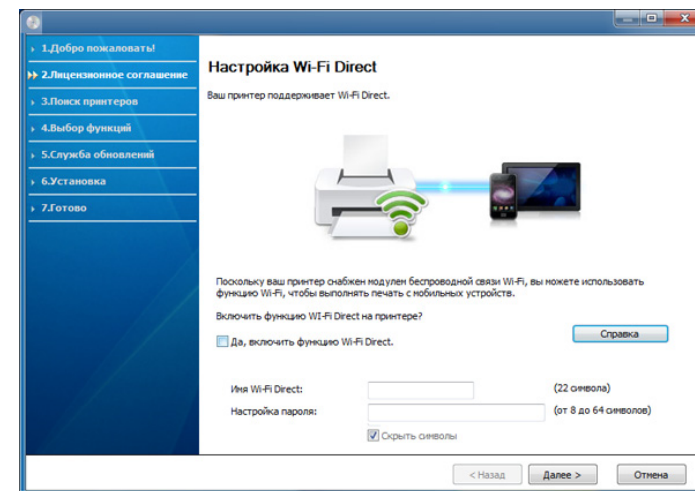 1.Добро пожаловать!
2.Лицензионное соглашение
3.Поиск принтеров
4.Выбор функций
5.Служба обновлений
6.Установка
7.Готово
Настройка Wi-Fi Direct
Ваш принтер поддерживает Wi-Fi Direct.
Поскольку ваш принтер снабжен модулем беспроводной связи Wi-Fi, вы можете использовать
функцию Wi-Fi, чтобы выполнять печать с мобильных устройств.
Включить функцию WI-Fi Direct на принтере?
Справка
Да, включить функцию Wi-Fi Direct.
Имя Wi-Fi Direct: (22 символа)
Настройка пароля: (от 8 до 64 символов)
Скрыть символы
< Назад Далее > Отмена